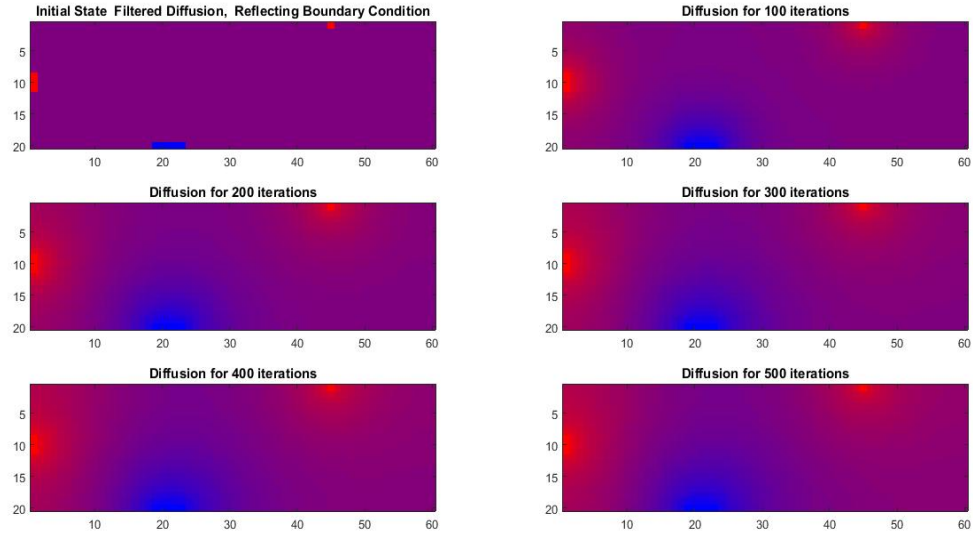 Initial State  Filtered Diffusion,  Reflecting Boundary Condition
5
10
15
20
10 20 30 40 50 60
Diffusion for 100 iterations
5
10
15
20
10 20 30 40 50 60
Diffusion for 200 iterations
5
10
15
20
10 20 30 40 50 60
Diffusion for 300 iterations
5
10
15
20
10 20 30 40 50 60
Diffusion for 400 iterations
5
10
15
20
10 20 30 40 50 60
Diffusion for 500 iterations
5
10
15
20
10 20 30 40 50 60